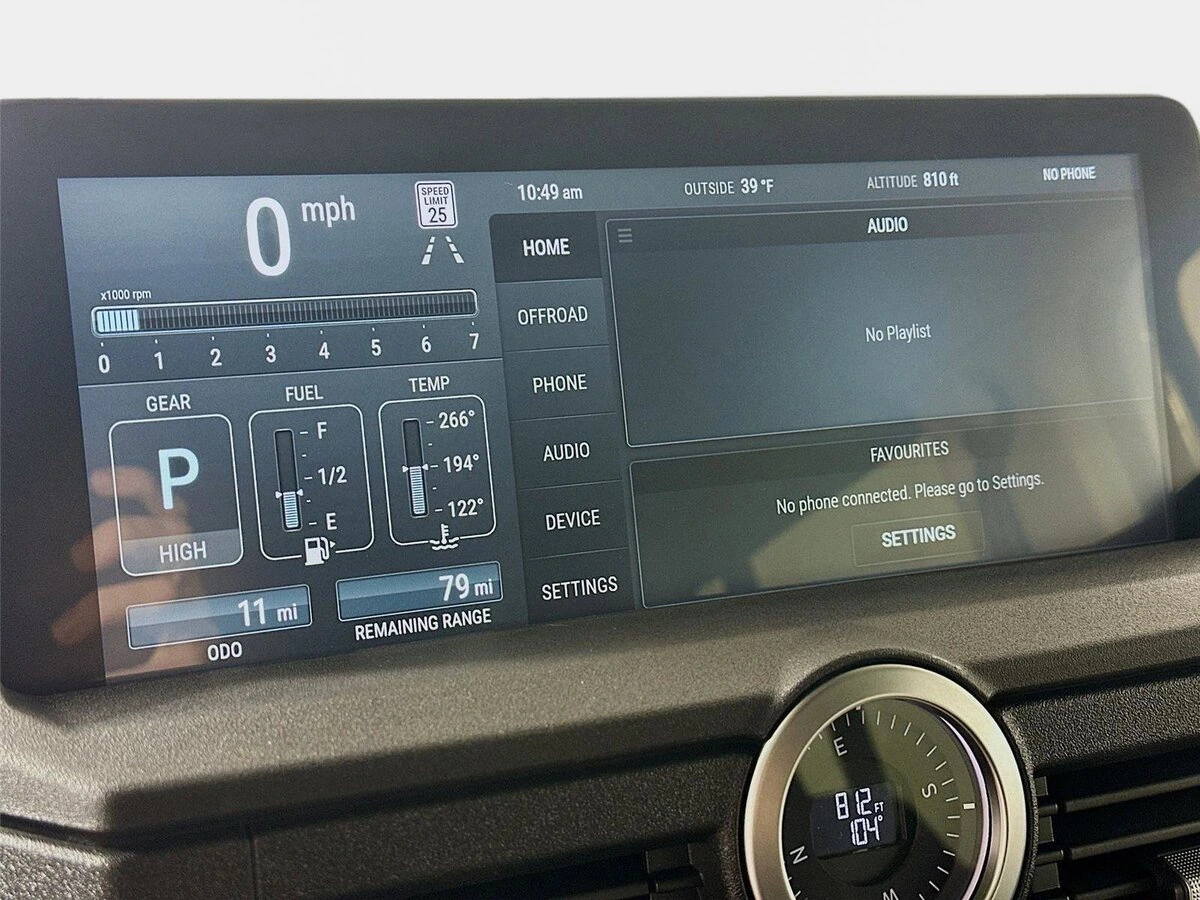 0 mph
SPEED
LIMIT
25
x1000 rpm
0 1 2 3 4 5 6 7
GEAR
P
HIGH
FUEL
F
1/2
E
TEMP
266°
194°
122°
11 mi
ODO
79 mi
REMAINING RANGE
10:49 am
OUTSIDE 39 °F
ALTITUDE 810 ft
NO PHONE
HOME
OFFROAD
PHONE
AUDIO
DEVICE
SETTINGS
AUDIO
No Playlist
FAVOURITES
No phone connected. Please go to Settings.
SETTINGS
E
S
812 FT
104°
N
W